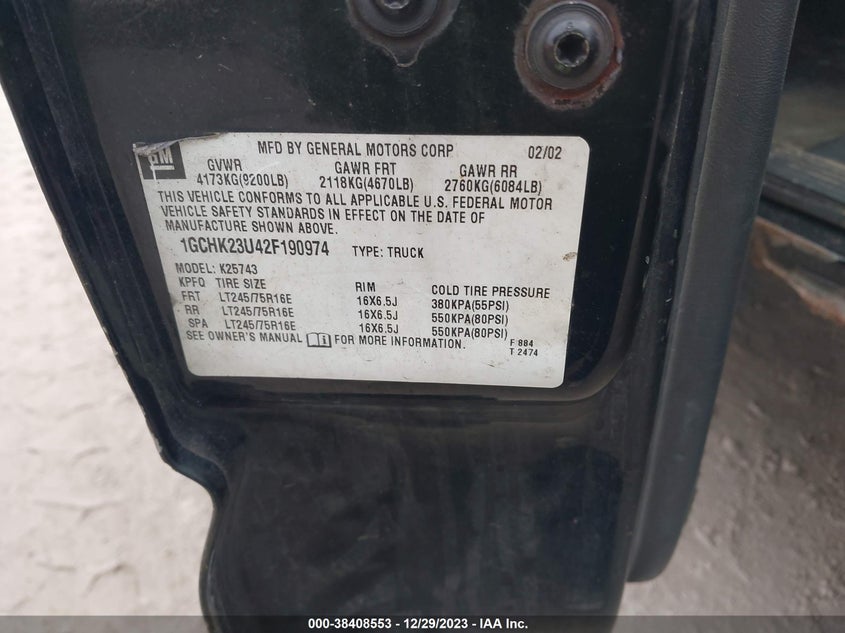 GM
MFD BY GENERAL MOTORS CORP 02/02
GVWR GAWR FRT GAWR RR
4173KG(9200LB) 2118KG(4670LB) 2760KG(6084LB)
THIS VEHICLE CONFORMS TO ALL APPLICABLE U.S. FEDERAL MOTOR
VEHICLE SAFETY STANDARDS IN EFFECT ON THE DATE OF
MANUFACTURE SHOWN ABOVE.
1GCHK23U42F190974 TYPE: TRUCK
MODEL: K25743
KPFQ TIRE SIZE RIM COLD TIRE PRESSURE
FRT LT245/75R16E 16X6.5J 380KPA(55PSI)
RR LT245/75R16E 16X6.5J 550KPA(80PSI)
SPA LT245/75R16E 16X6.5J 550KPA(80PSI)
SEE OWNER'S MANUAL FOR MORE INFORMATION.
F 884
T 2474
000-38408553 - 12/29/2023 - IAA Inc.